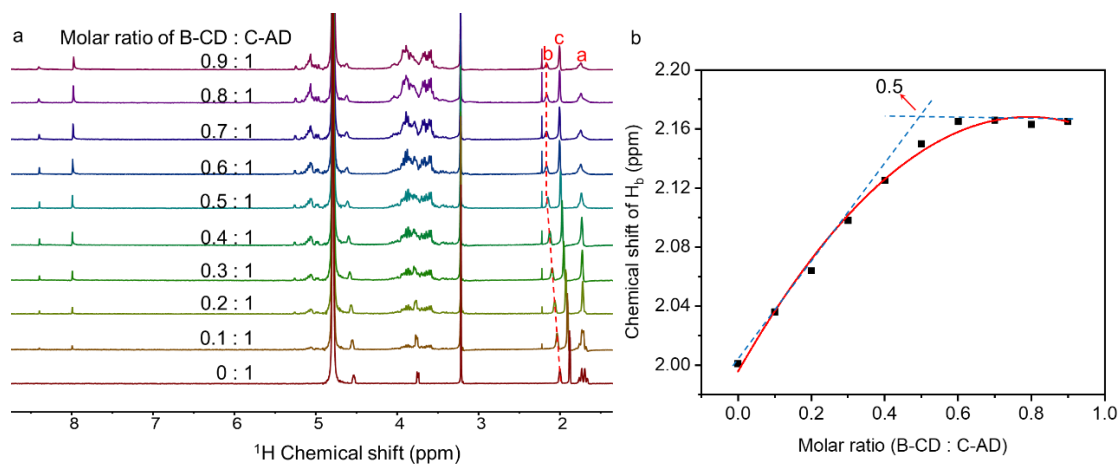 a
Molar ratio of B-CD : C-AD
b
c
a
0.9 : 1
0.8 : 1
0.7 : 1
0.6 : 1
0.5 : 1
0.4 : 1
0.3 : 1
0.2 : 1
0.1 : 1
0 : 1
8 7 6 5 4 3 2
¹H Chemical shift (ppm)
b
2.20
2.16
2.12
2.08
2.04
2.00
0.5
Chemical shift of H_b (ppm)
0.0 0.2 0.4 0.6 0.8 1.0
Molar ratio (B-CD : C-AD)